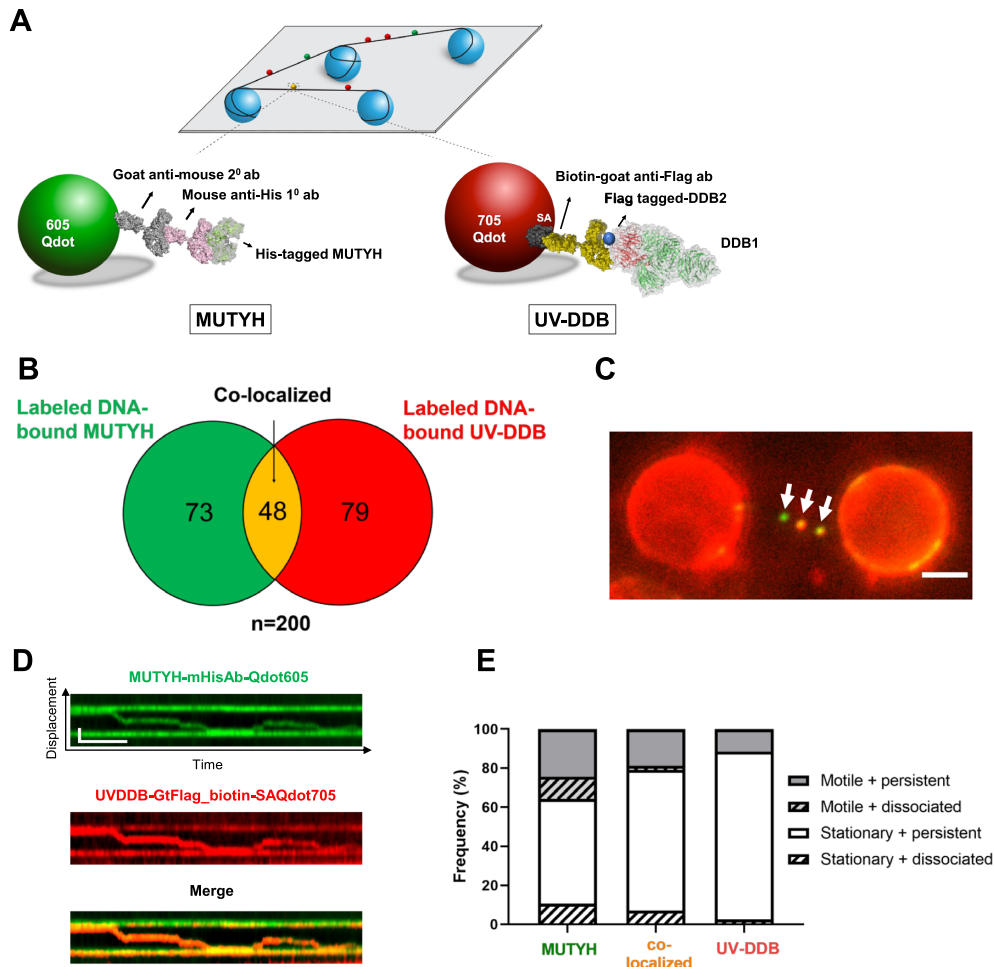 A
Goat anti-mouse 2⁰ ab
Mouse anti-His 1⁰ ab
605
Qdot
His-tagged MUTYH
MUTYH
Biotin-goat anti-Flag ab
Flag tagged-DDB2
SA
705
Qdot
DDB1
UV-DDB
B
Co-localized
Labeled DNA-
bound MUTYH
Labeled DNA-
bound UV-DDB
73
48
79
n=200
C
D
MUTYH-mHisAb-Qdot605
Displacement
Time
UVDDB-GtFlag_biotin-SAQdot705
Merge
E
Frequency (%)
100
80
60
40
20
0
MUTYH
co-
localized
UV-DDB
Motile + persistent
Motile + dissociated
Stationary + persistent
Stationary + dissociated